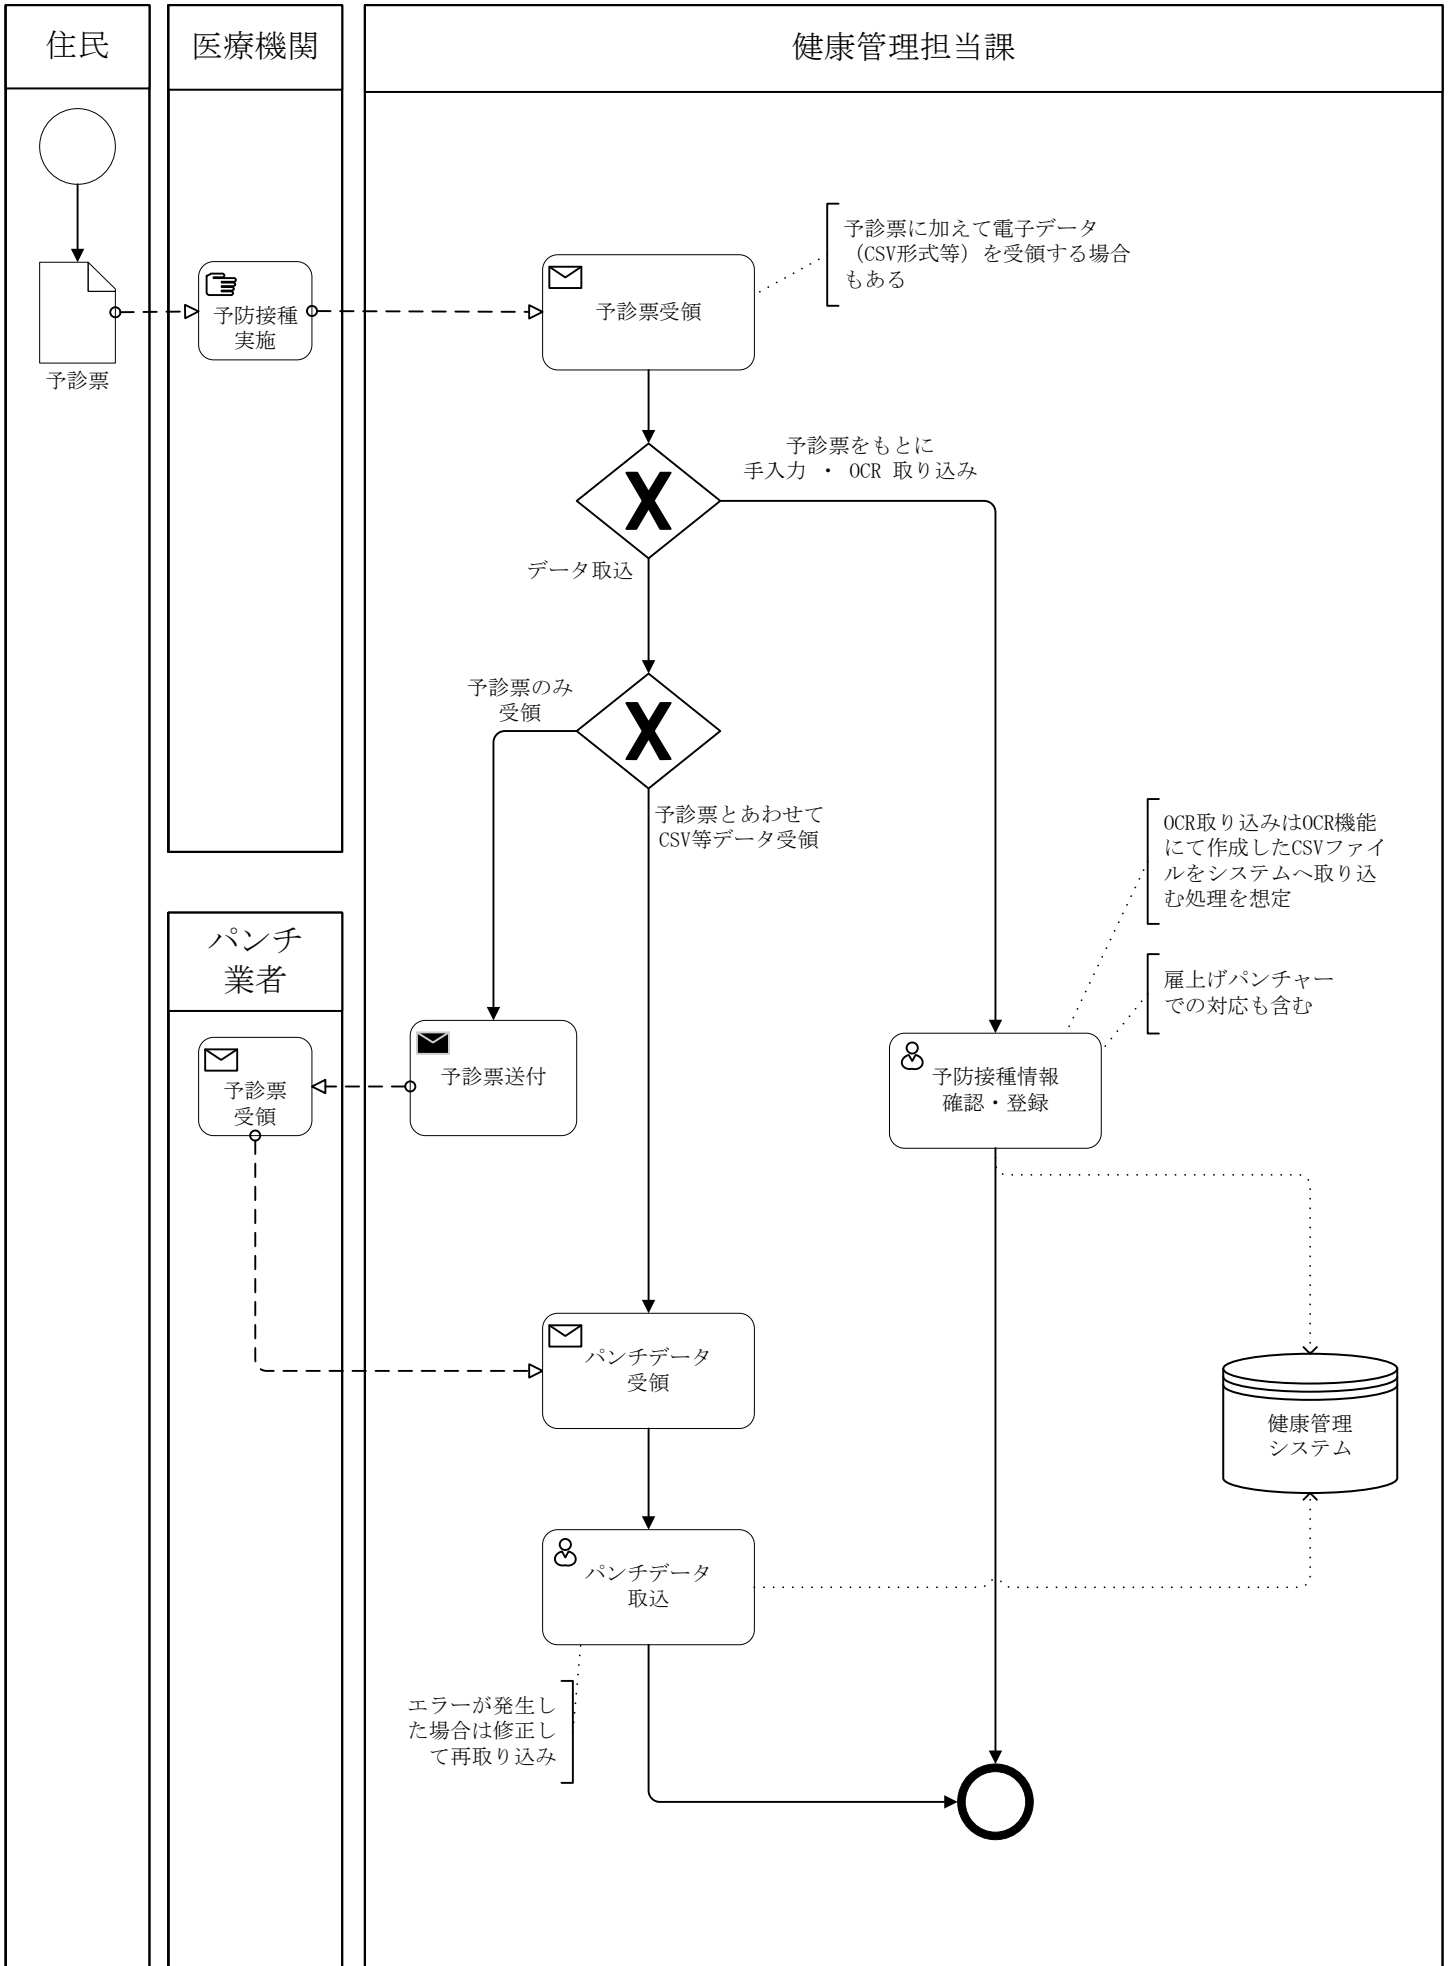 住民
医療機関
健康管理担当課
予診票に加えて電子データ
（CSV形式等）を受領する場合
もある
予診票
予防接種
実施
予診票受領
予診票をもとに
手入力 ・ OCR 取り込み
データ取込
予診票のみ
受領
予診票とあわせて
CSV等データ受領
OCR取り込みはOCR機能
にて作成したCSVファイ
ルをシステムへ取り込
む処理を想定
雇上げパンチャー
での対応も含む
パンチ
業者
予診票
受領
予診票送付
予防接種情報
確認・登録
パンチデータ
受領
健康管理
システム
パンチデータ
取込
エラーが発生し
た場合は修正し
て再取り込み